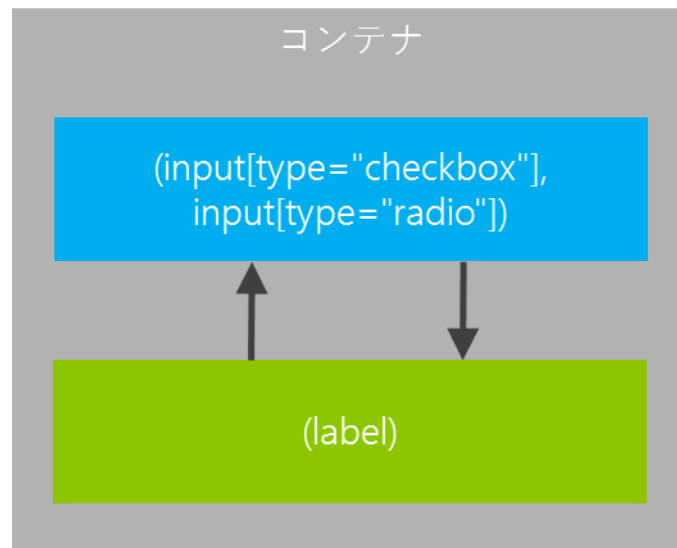 コンテナ
(input[type="checkbox"],
input[type="radio"])
(label)